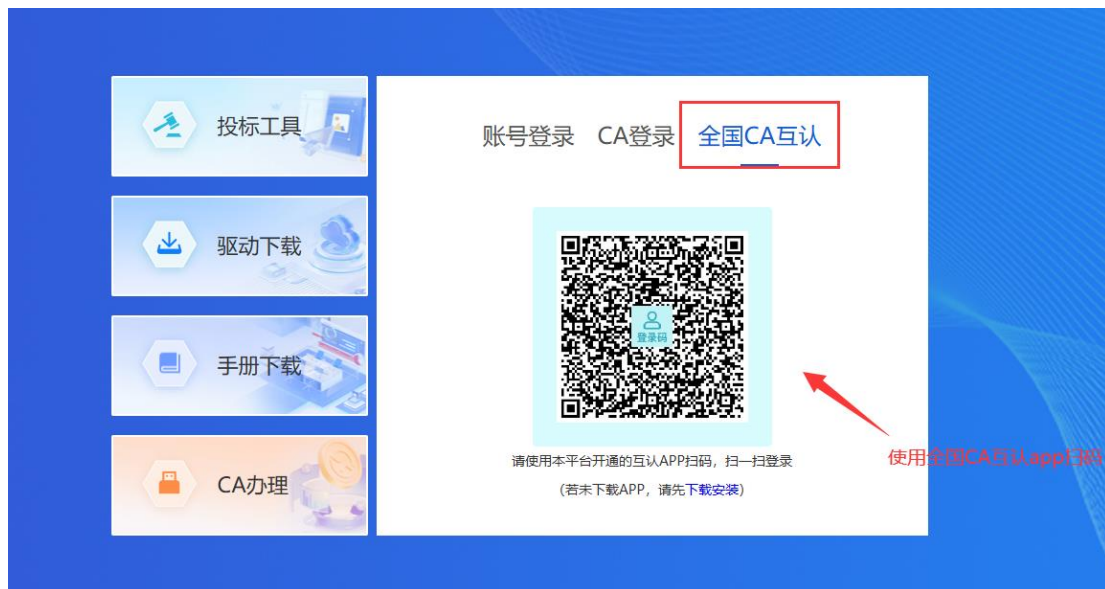 投标工具
驱动下载
手册下载
CA办理
账号登录 CA登录 全国CA互认
登录码
请使用本平台开通的互认APP扫码，扫一扫登录
（若未下载APP，请先下载安装）
使用全国CA互认app扫码